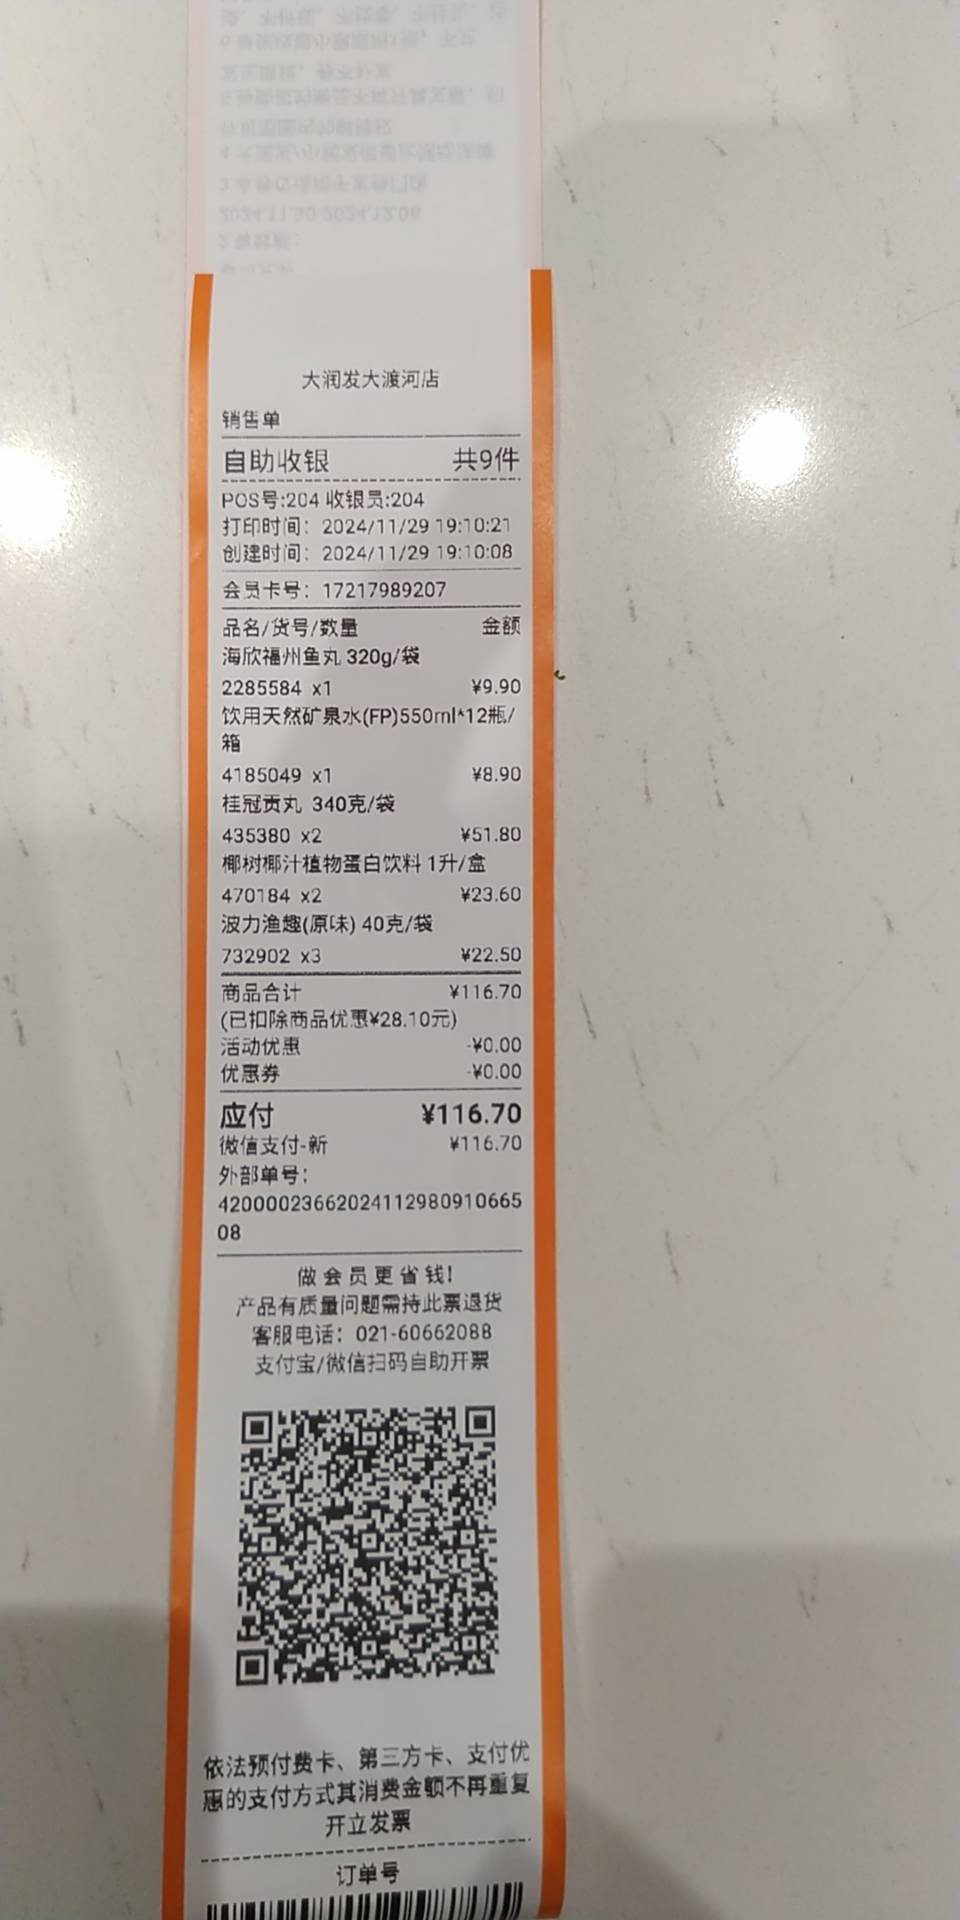 大润发大渡河店
销售单
自助收银 共9件
POS号:204 收银员:204
打印时间： 2024/11/29 19:10:21
创建时间： 2024/11/29 19:10:08
会员卡号： 17217989207
品名/货号/数量 金额
海欣福州鱼丸 320g/袋
2285584 x1 ¥9.90
饮用天然矿泉水(FP)550ml*12瓶/
箱
4185049 x1 ¥8.90
桂冠贡丸 340克/袋
435380 x2 ¥51.80
椰树椰汁植物蛋白饮料 1升/盒
470184 x2 ¥23.60
波力渔趣(原味) 40克/袋
732902 x3 ¥22.50
商品合计 ¥116.70
(已扣除商品优惠¥28.10元)
活动优惠 -¥0.00
优惠券 -¥0.00
应付 ¥116.70
微信支付-新 ¥116.70
外部单号：
42000023662024112980910665
08
做会员更省钱!
产品有质量问题需持此票退货
客服电话： 021-60662088
支付宝/微信扫码自助开票
依法预付费卡、第三方卡、支付优
惠的支付方式其消费金额不再重复
开立发票
订单号